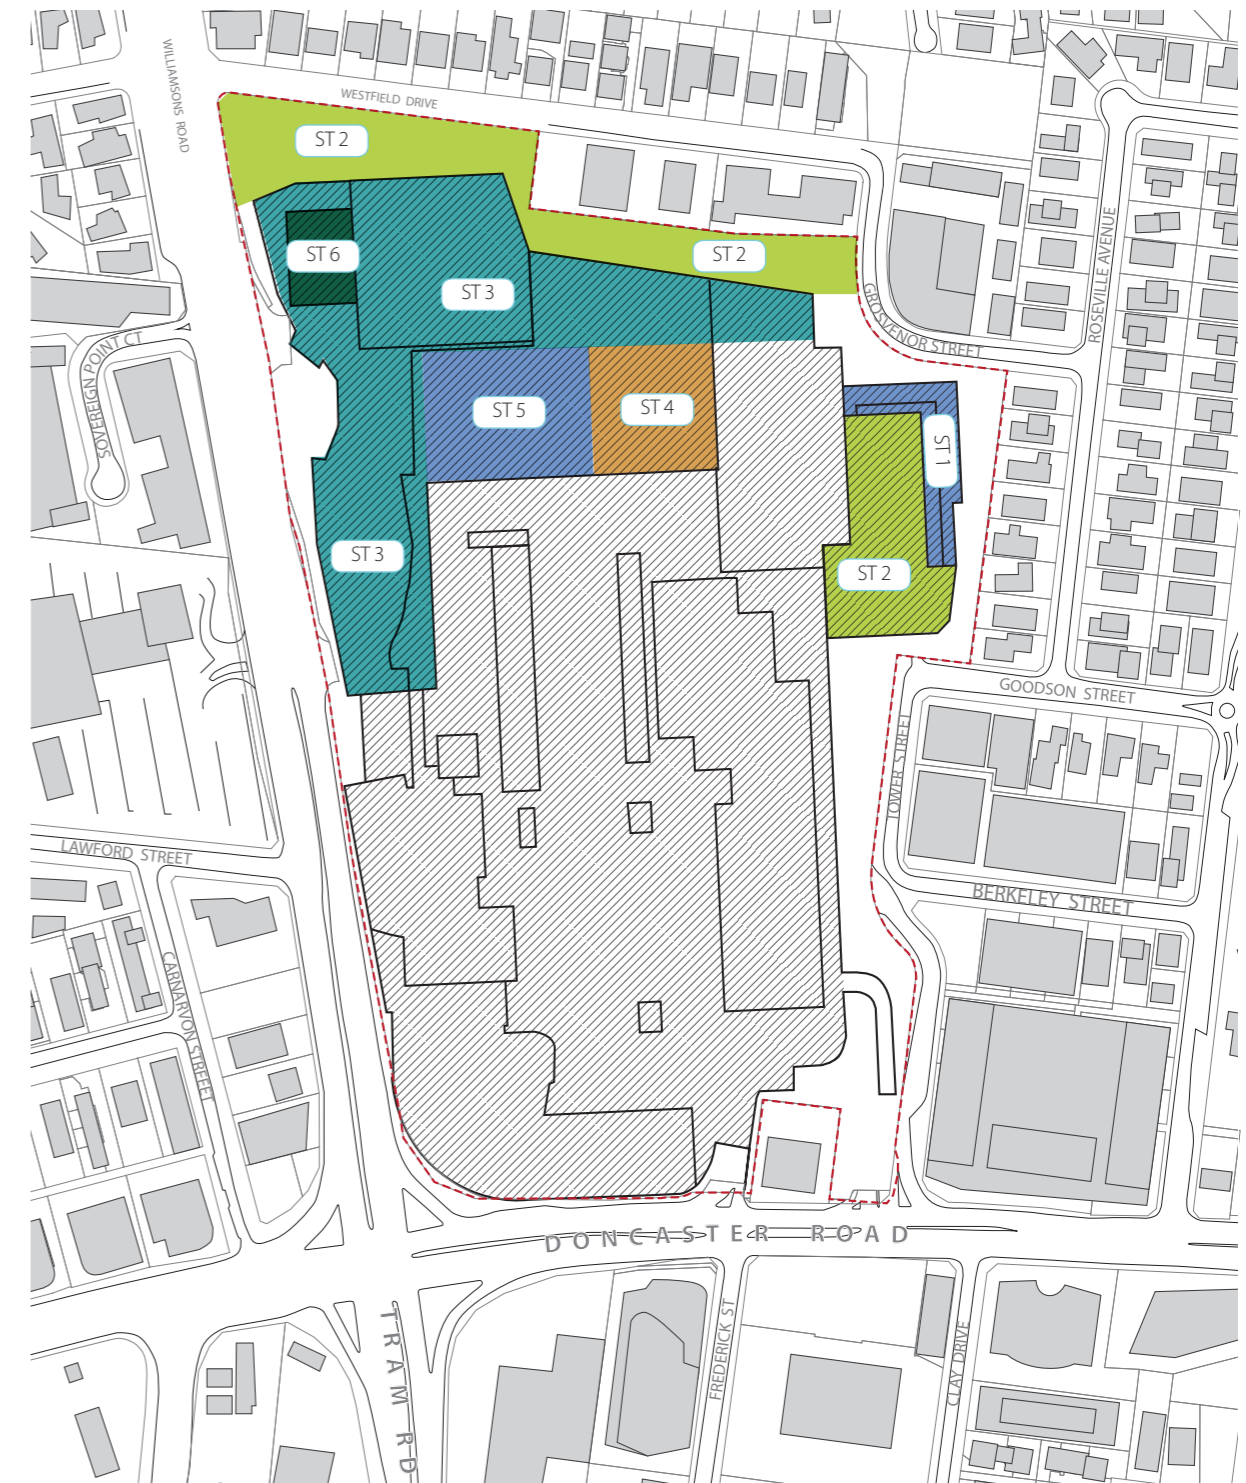 WILLIAMSONS ROAD
WESTFIELD DRIVE
ST 2
ST 6
ST 3
ST 2
GROSVENOR STREET
ROSEVILLE AVENUE
SOVEREIGN POINT CT
ST 5
ST 4
ST 1
ST 3
ST 2
GOODSON STREET
TOWER STREET
LAWFORD STREET
BERKELEY STREET
CARNARVON STREET
DONCASTER ROAD
TRAM RD
FREDERICK ST
CLAY DRIVE